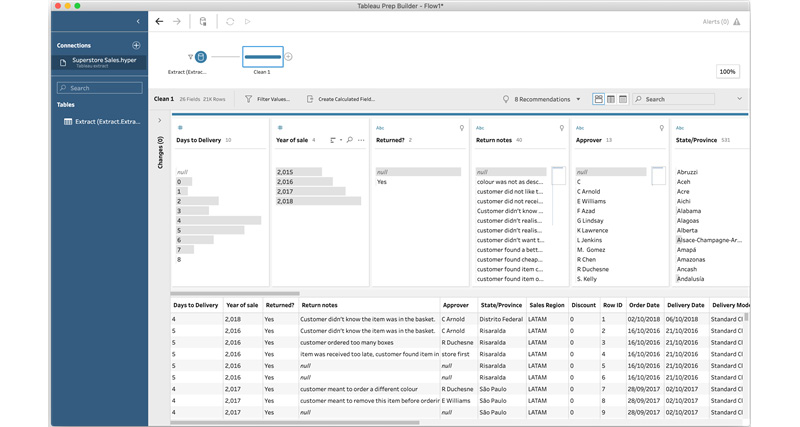 Tableau Prep Builder - Flow1*
Alerts (0)
Connections
Superstore Sales.hyper
Tableau extract
Search
Tables
Extract (Extract.Extra...
Extract (Extrac...
Clean 1
100%
Clean 1 26 Fields 21K Rows Filter Values... Create Calculated Field... 8 Recommendations Search
Changes (0)
Days to Delivery 10
null
0
1
2
3
4
5
6
7
8
Year of sale 4
2,015
2,016
2,017
2,018
Abc
Returned? 2
null
Yes
Abc
Return notes 40
null
colour was not as desc...
customer did not like t...
customer did not recei...
Customer didn't know ...
customer didn't realis...
Customer didn't realis...
customer didn't want t...
customer found a bett...
customer found cheap...
customer found item c...
customer found item o...
Abc
Approver 13
null
C
C Arnold
E Williams
F Azad
G Lindsay
K Lawrence
L Jenkins
M. Gomez
R Chen
R Duchesne
S. Kelly
Abc
State/Province 531
Abruzzi
Aceh
Acre
Aichi
Alabama
Alagoas
Alberta
Alsace-Champagne-Ar...
Amapá
Amazonas
Ancash
Andalusía
Days to Delivery Year of sale Returned? Return notes Approver State/Province Sales Region Discount Row ID Order Date Delivery Date Delivery Mode
4 2,018 Yes Customer didn't know the item was in the basket. C Arnold Distrito Federal LATAM 0 1 02/10/2018 06/10/2018 Standard Cl
5 2,016 Yes Customer didn't know the item was in the basket. C Arnold Risaralda LATAM 0 2 16/10/2016 21/10/2016 Standard Cl
5 2,016 Yes customer ordered too many boxes R Duchesne Risaralda LATAM 0 3 16/10/2016 21/10/2016 Standard Cl
5 2,016 Yes item was received too late, customer found item in store first Risaralda LATAM 0 4 16/10/2016 21/10/2016 Standard Cl
5 2,016 Yes null null Risaralda LATAM 0 5 16/10/2016 21/10/2016 Standard Cl
5 2,016 Yes null null Risaralda LATAM 0 6 16/10/2016 21/10/2016 Standard Cl
4 2,017 Yes customer meant to order a different colour R Duchesne São Paulo LATAM 0 7 28/09/2017 02/10/2017 Standard Cl
4 2,017 Yes customer meant to remove this item before orderin E Williams São Paulo LATAM 0 8 28/09/2017 02/10/2017 Standard Cl
4 2,017 Yes null null São Paulo LATAM 0 9 28/09/2017 02/10/2017 Standard Cl